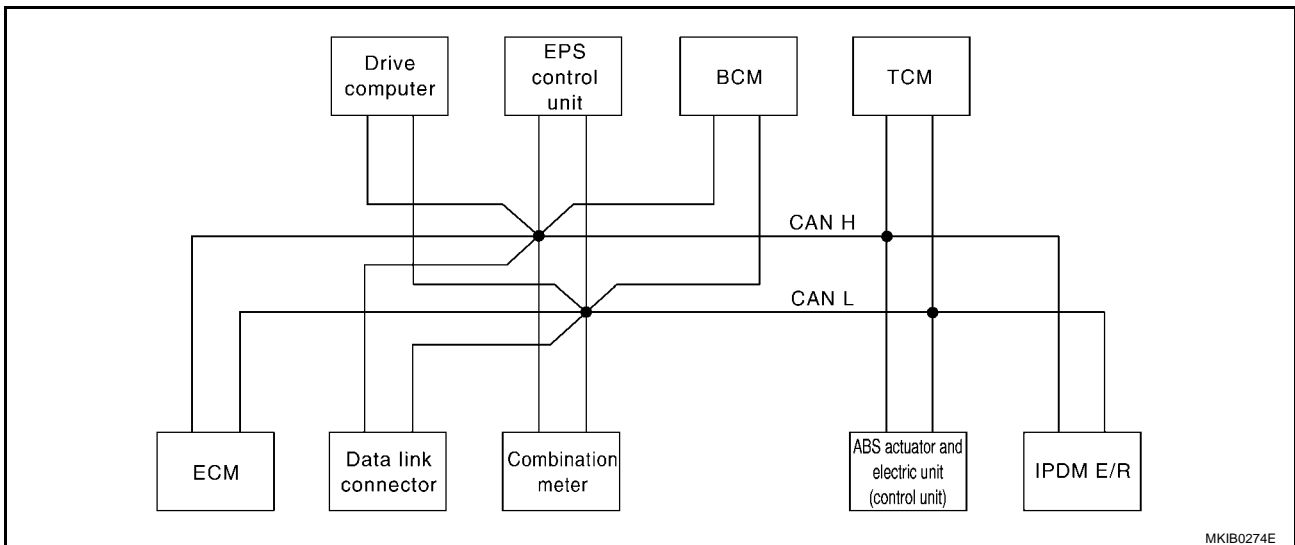 Drive
computer
EPS
control
unit
BCM
TCM
CAN H
CAN L
ECM
Data link
connector
Combination
meter
ABS actuator and
electric unit
(control unit)
IPDM E/R
MKIB0274E